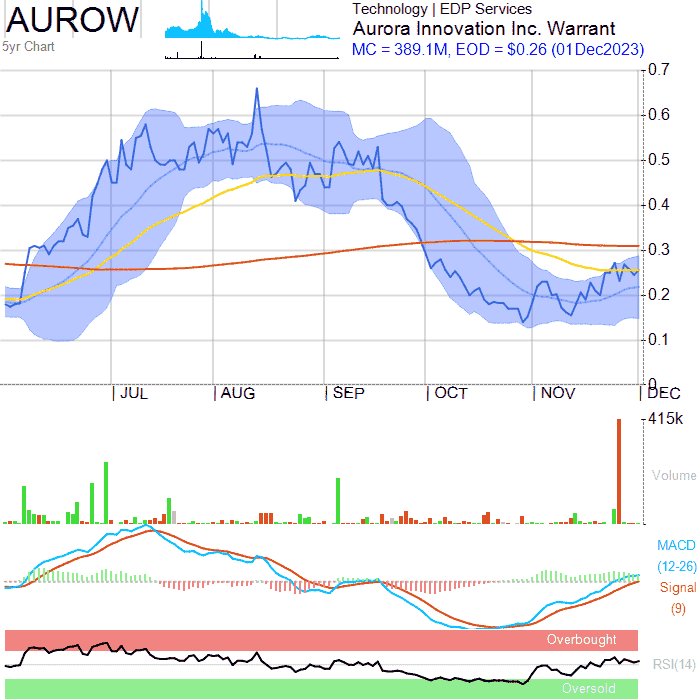 AUROW
5yr Chart
Technology | EDP Services
Aurora Innovation Inc. Warrant
MC = 389.1M, EOD = $0.26 (01Dec2023)
0.7
0.6
0.5
0.4
0.3
0.2
0.1
0
JUL AUG SEP OCT NOV DEC
415k
Volume
MACD
(12-26)
Signal
(9)
Overbought
RSI(14)
Oversold